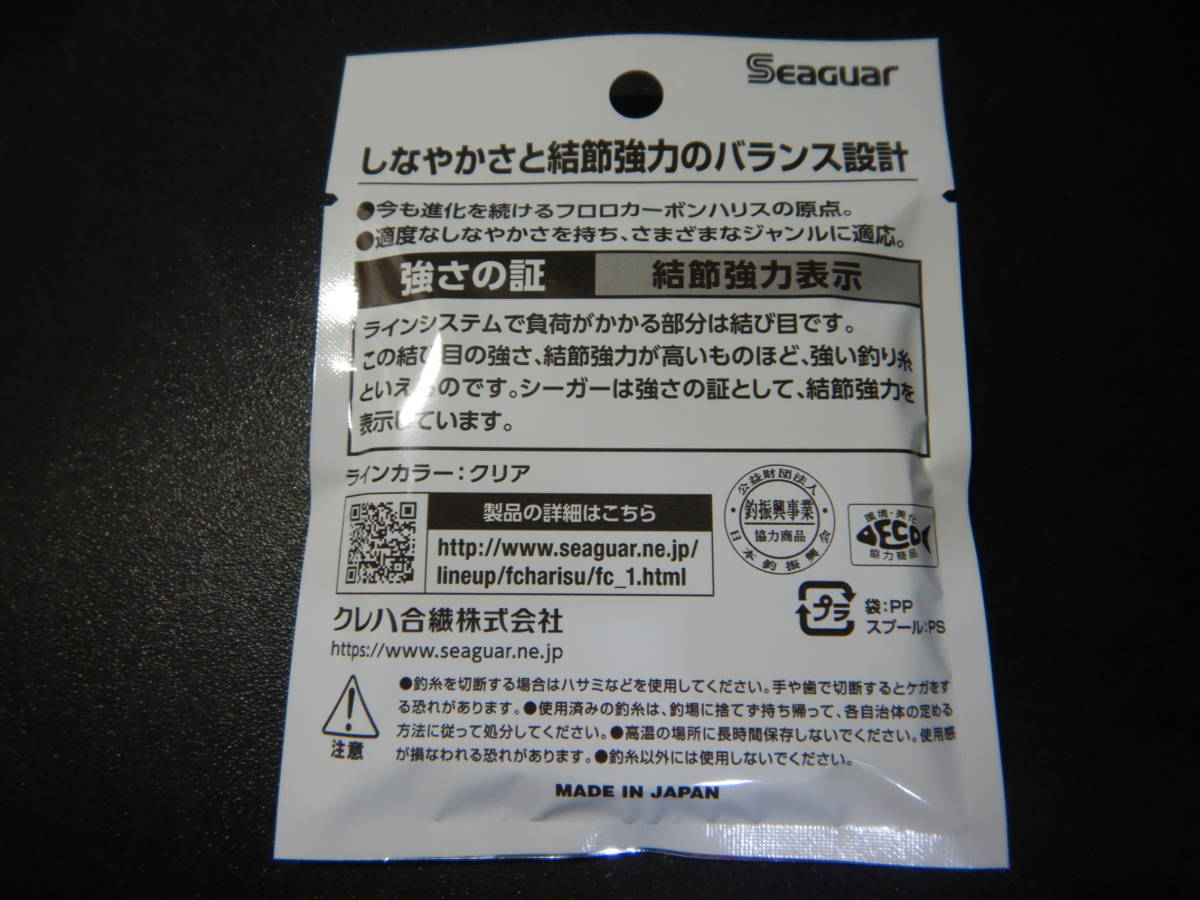 Seaguar
しなやかさと結節強力のバランス設計
●今も進化を続けるフロロカーボンハリスの原点。
●適度なしなやかさを持ち、さまざまなジャンルに適応。
強さの証 結節強力表示
ラインシステムで負荷がかかる部分は結び目です。
この結び目の強さ、結節強力が高いものほど、強い釣り糸
といえるのです。シーガーは強さの証として、結節強力を
表示しています。
ラインカラー：クリア
製品の詳細はこちら
http://www.seaguar.ne.jp/
lineup/fcharisu/fc_1.html
公益財団法人
釣振興事業
協力商品
日本釣振興会
環境・美化
DECO
協力商品
クレハ合繊株式会社
https://www.seaguar.ne.jp
プラ
袋：PP
スプール：PS
注意
●釣糸を切断する場合はハサミなどを使用してください。手や歯で切断するとケガをす
る恐れがあります。●使用済みの釣糸は、釣場に捨てず持ち帰って、各自治体の定める
方法に従って処分してください。●高温の場所に長時間保存しないでください。使用感
が損なわれる恐れがあります。●釣糸以外には使用しないでください。
MADE IN JAPAN